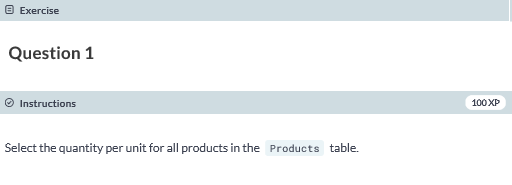 Exercise
Question 1
Instructions
100 XP
Select the quantity per unit for all products in the Products table.